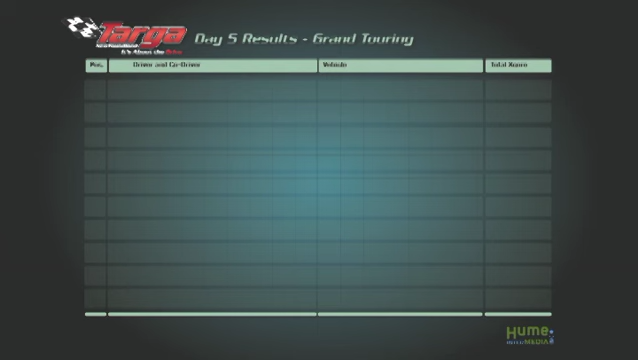 Targa
Newfoundland
It's About the Drive
Day 5 Results - Grand Touring
Pos. Driver and Co-Driver Vehicle Total Score
Hume
MEDIA